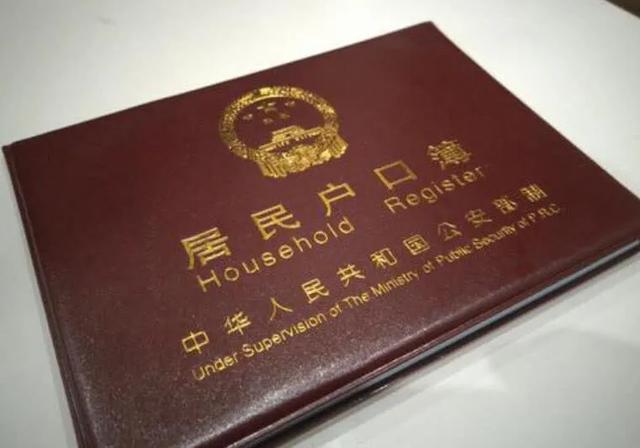 居民户口簿
Household Register
中华人民共和国公安部制
Under Supervision of The Ministry of Public Security of P.R.C.